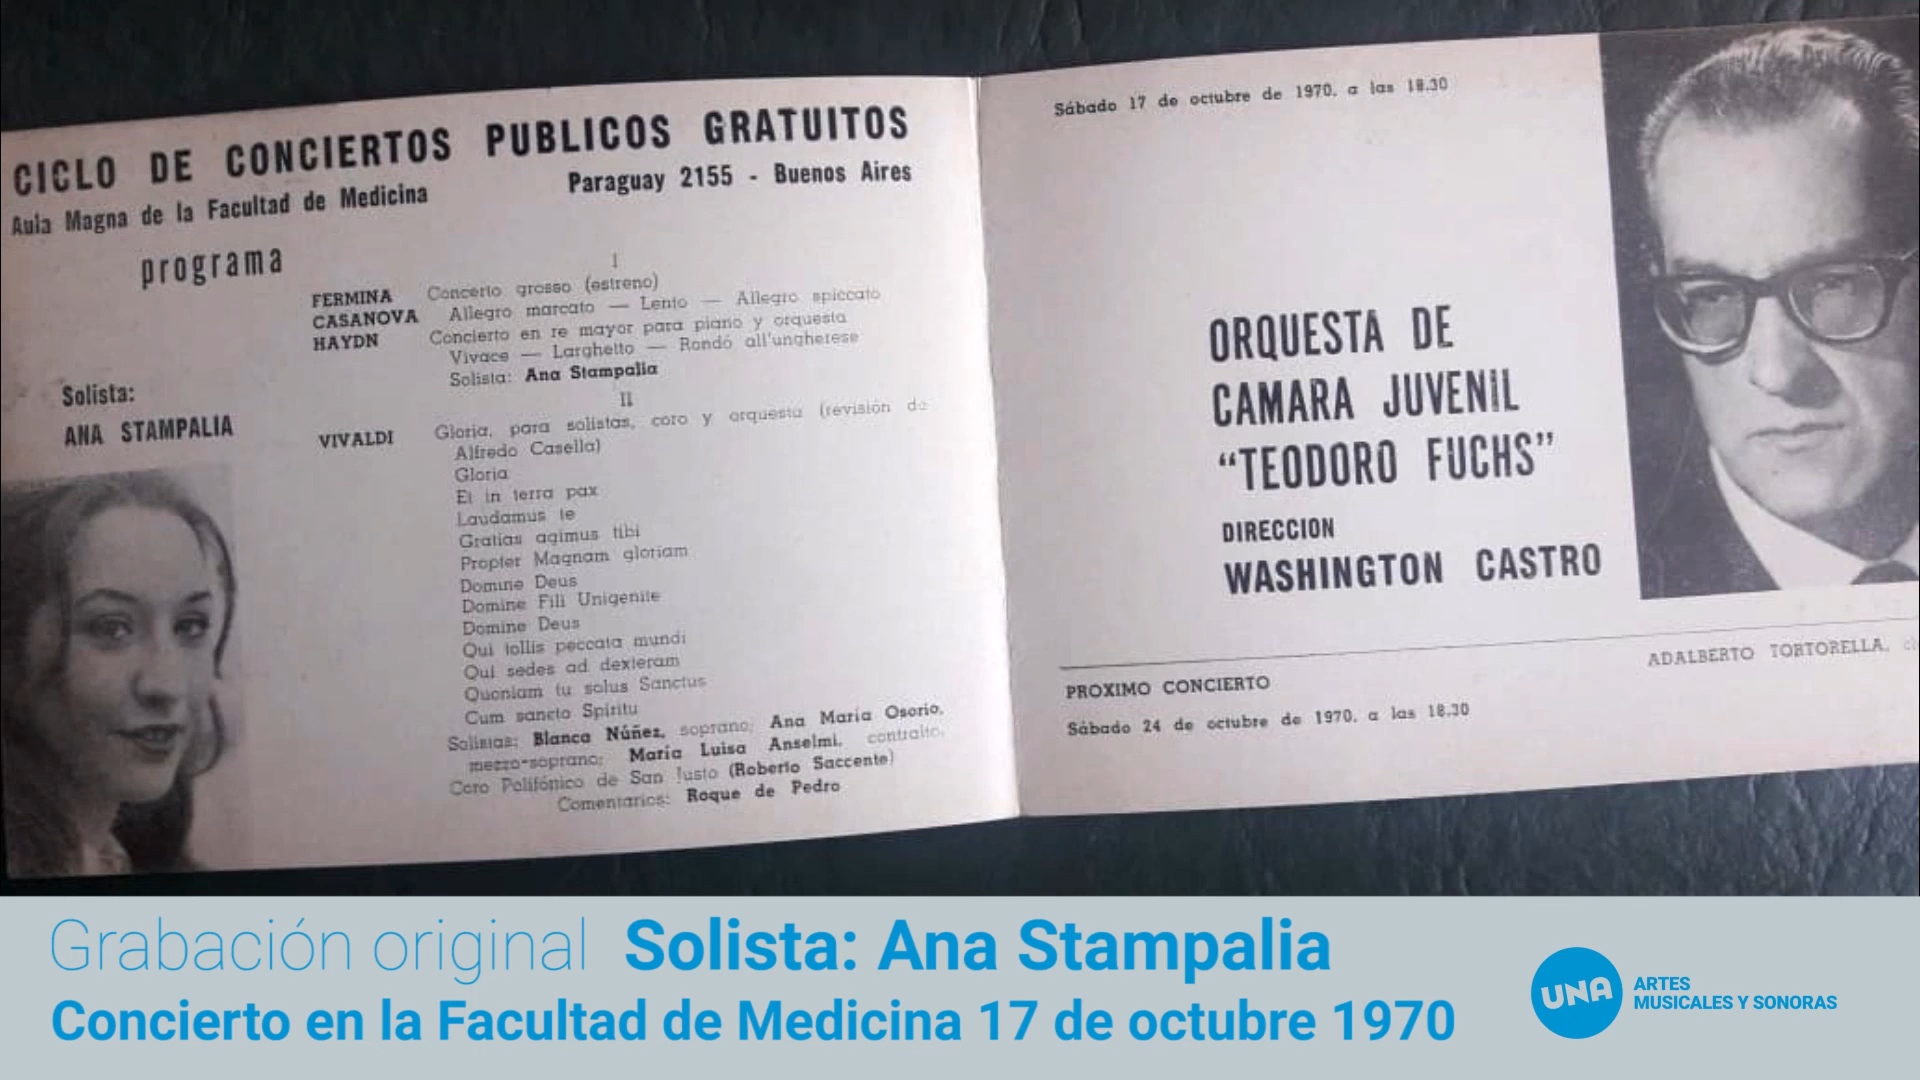 CICLO DE CONCIERTOS PUBLICOS GRATUITOS
Aula Magna de la Facultad de Medicina
Paraguay 2155 - Buenos Aires
programa
I
FERMINA
CASANOVA
Concerto grosso (estreno)
Allegro marcato — Lento — Allegro spiccato
HAYDN
Concierto en re mayor para piano y orquesta
Vivace — Larghetto — Rondó all'ungherese
Solista: Ana Stampalia
Solista:
ANA STAMPALIA
II
VIVALDI
Gloria, para solistas, coro y orquesta (revisión de
Alfredo Casella)
Gloria
Et in terra pax
Laudamus te
Gratias agimus tibi
Propter Magnam gloriam
Domine Deus
Domine Fili Unigenite
Domine Deus
Qui tollis peccata mundi
Qui sedes ad dexteram
Quoniam tu solus Sanctus
Cum sancto Spiritu
Solistas: Blanca Núñez, soprano; Ana María Osorio,
mezzo-soprano; María Luisa Anselmi, contralto,
Coro Polifónico de San Justo (Roberto Saccente)
Comentarios: Roque de Pedro
Sábado 17 de octubre de 1970, a las 18.30
ORQUESTA DE
CAMARA JUVENIL
“TEODORO FUCHS”
DIRECCION
WASHINGTON CASTRO
ADALBERTO TORTORELLA,
PROXIMO CONCIERTO
Sábado 24 de octubre de 1970, a las 18.30
Grabación original Solista: Ana Stampalia
Concierto en la Facultad de Medicina 17 de octubre 1970
UNA
ARTES
MUSICALES Y SONORAS